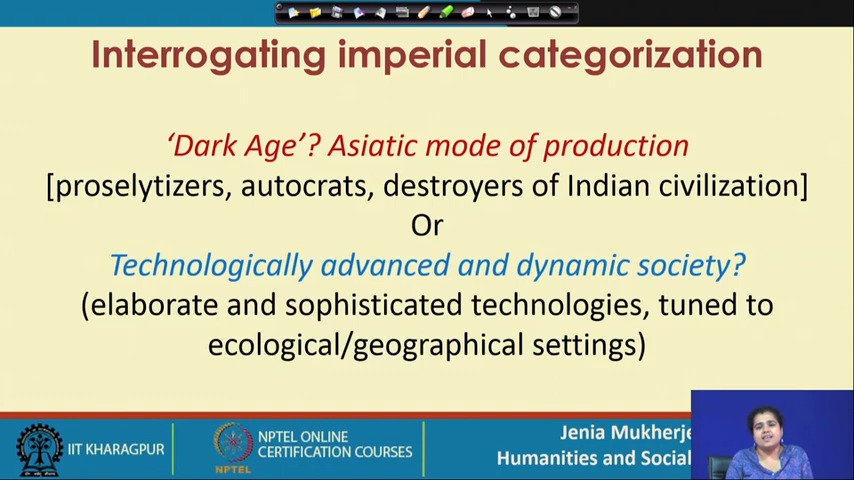 Interrogating imperial categorization
‘Dark Age’? Asiatic mode of production
[proselytizers, autocrats, destroyers of Indian civilization]
Or
Technologically advanced and dynamic society?
(elaborate and sophisticated technologies, tuned to
ecological/geographical settings)
IIT KHARAGPUR
NPTEL
NPTEL ONLINE
CERTIFICATION COURSES
Jenia Mukherje
Humanities and Social